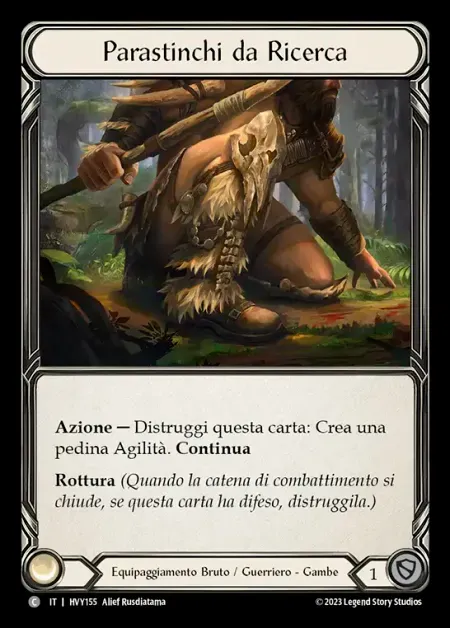 Parastinchi da Ricerca
Azione — Distruggi questa carta: Crea una
pedina Agilità. Continua
Rottura (Quando la catena di combattimento si
chiude, se questa carta ha difeso, distruggila.)
Equipaggiamento Bruto / Guerriero - Gambe
1
C IT | HVY155 Alief Rusdiatama
© 2023 Legend Story Studios